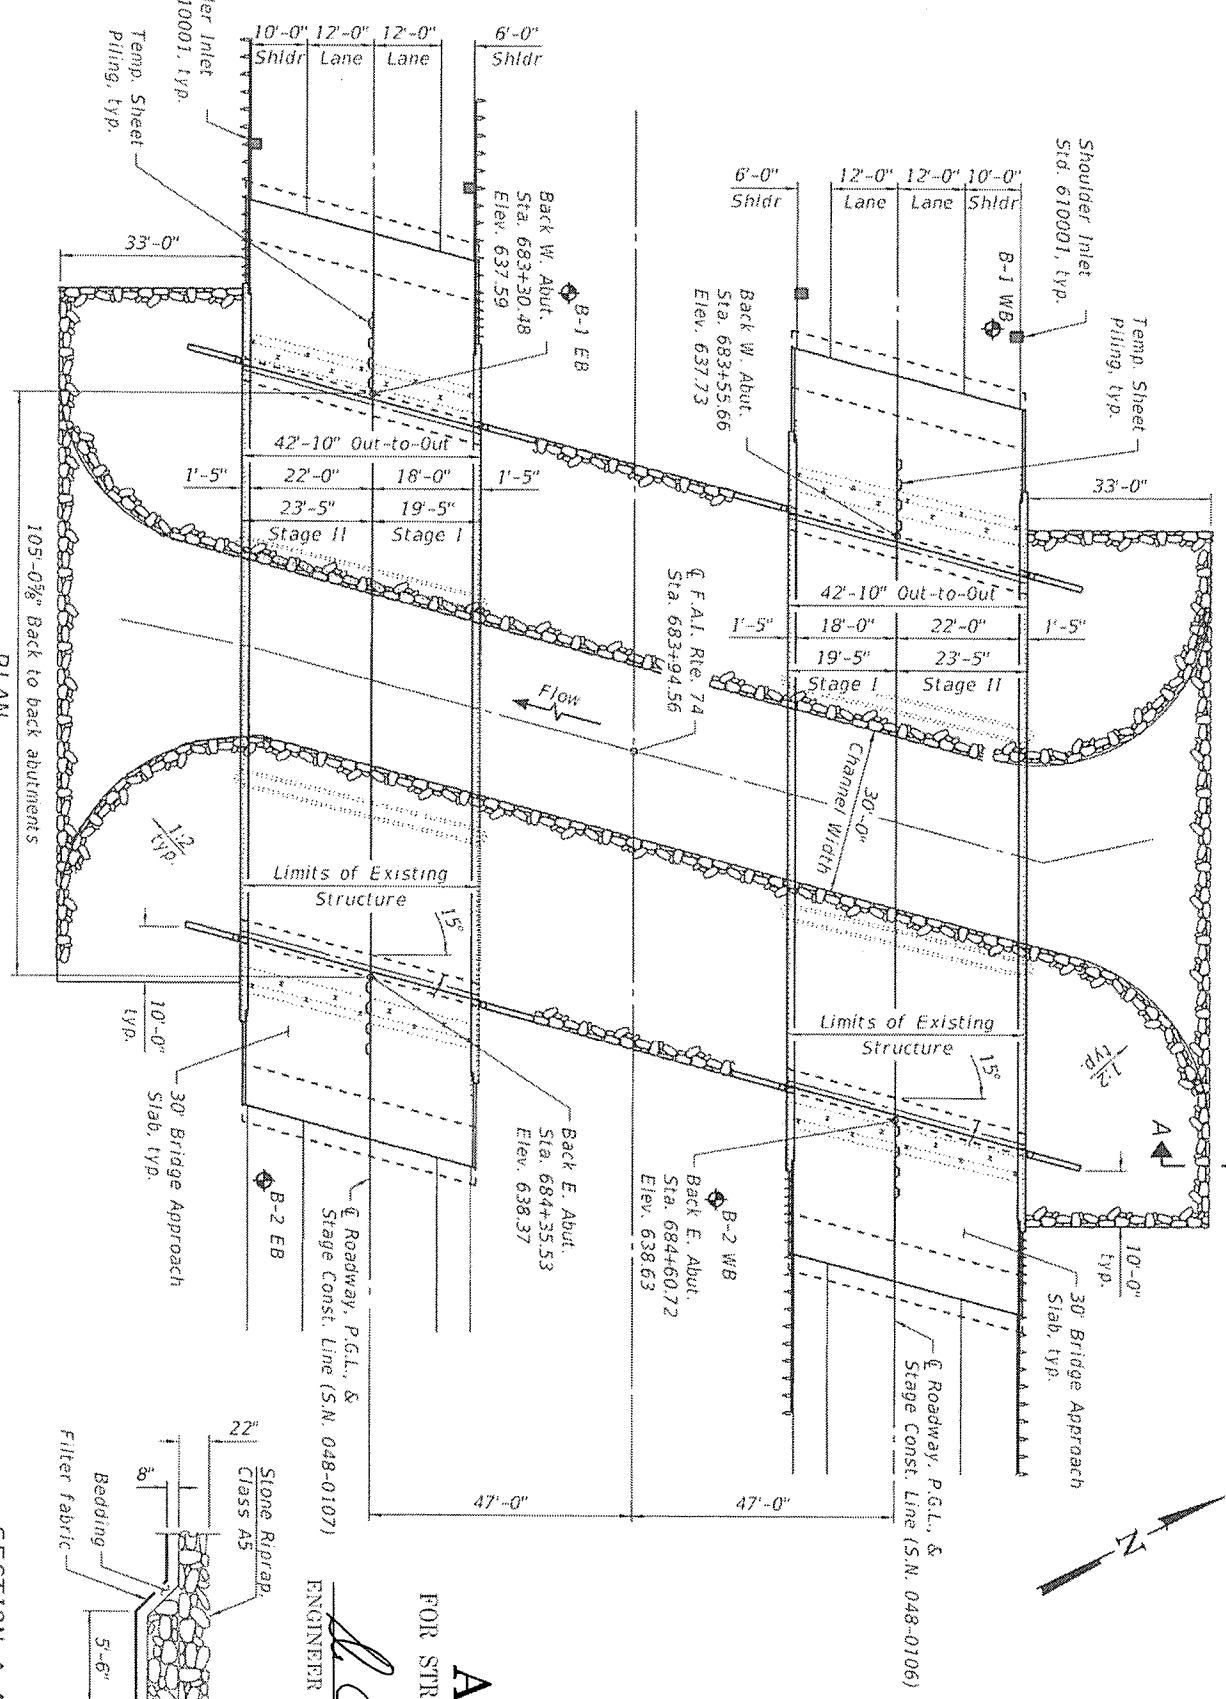 10'-0"
Shldr
12'-0"
Lane
12'-0"
Lane
6'-0"
Shldr
Inlet
typ.
Temp. Sheet
Piling, typ.
33'-0"
Back W. Abut.
Sta. 683+30.48
Elev. 637.59
B-1 EB
6'-0"
Shldr
12'-0"
Lane
12'-0"
Lane
10'-0"
Shldr
Shoulder Inlet
Std. 610001, typ.
B-1 WB
Temp. Sheet
Piling, typ.
Back W. Abut.
Sta. 683+55.66
Elev. 637.73
33'-0"
42'-10" Out-to-Out
1'-5"
22'-0"
18'-0"
1'-5"
23'-5"
Stage II
19'-5"
Stage I
42'-10" Out-to-Out
1'-5"
18'-0"
22'-0"
1'-5"
19'-5"
Stage I
23'-5"
Stage II
105'-0⅝" Back to back abutments
PLAN
℄ F.A.I. Rte. 74
Sta. 683+94.56
Flow
30'-0"
Channel Width
1:2
typ.
Limits of Existing
Structure
15°
10'-0"
typ.
30' Bridge Approach
Slab, typ.
Back E. Abut.
Sta. 684+35.53
Elev. 638.37
B-2 EB
℄ Roadway, P.G.L., &
Stage Const. Line (S.N. 048-0107)
Limits of Existing
Structure
15°
1:2
typ.
A
10'-0"
typ.
30' Bridge Approach
Slab, typ.
B-2 WB
Back E. Abut.
Sta. 684+60.72
Elev. 638.63
℄ Roadway, P.G.L., &
Stage Const. Line (S.N. 048-0106)
47'-0"
47'-0"
N
22"
8"
Stone Riprap,
Class A5
Bedding
Filter fabric
5'-6"
SECTION A
A
FOR STR
ENGINEER